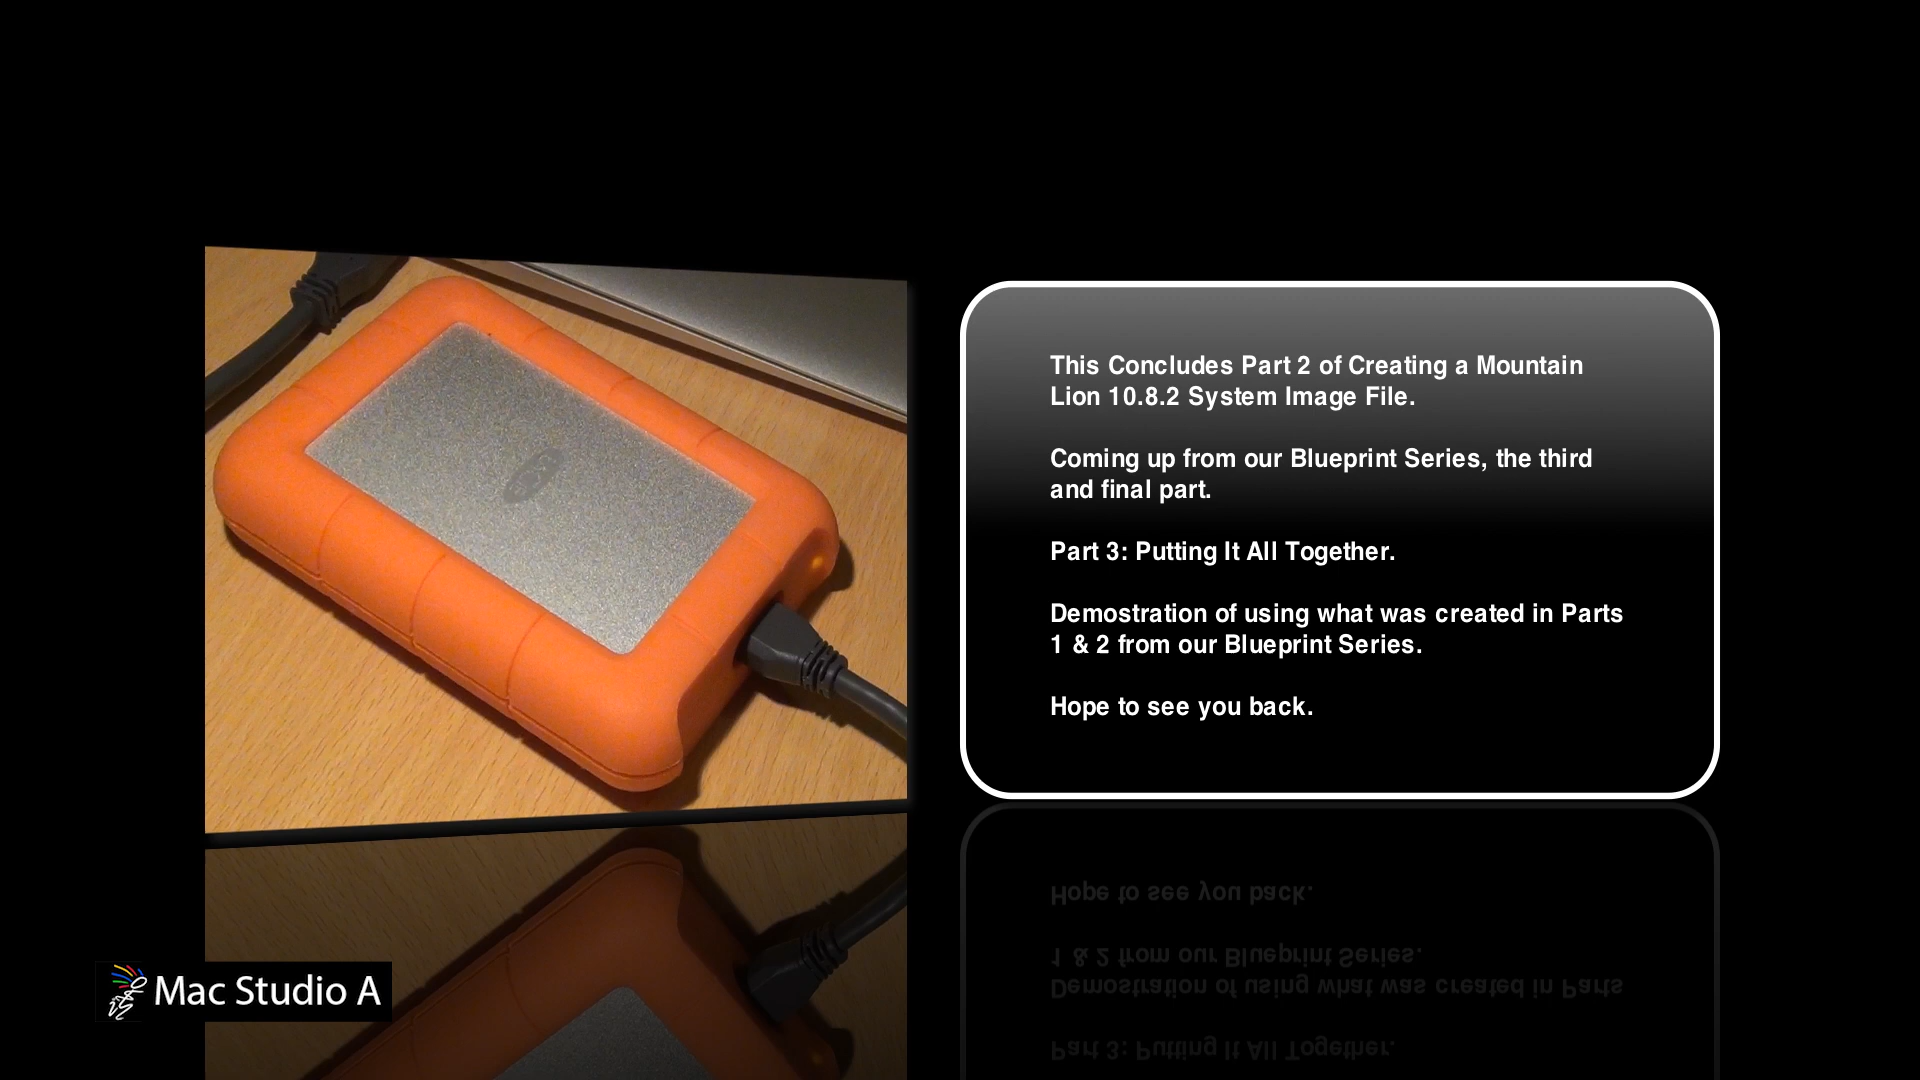 This Concludes Part 2 of Creating a Mountain
Lion 10.8.2 System Image File.
Coming up from our Blueprint Series, the third
and final part.
Part 3: Putting It All Together.
Demostration of using what was created in Parts
1 & 2 from our Blueprint Series.
Hope to see you back.
Mac Studio A